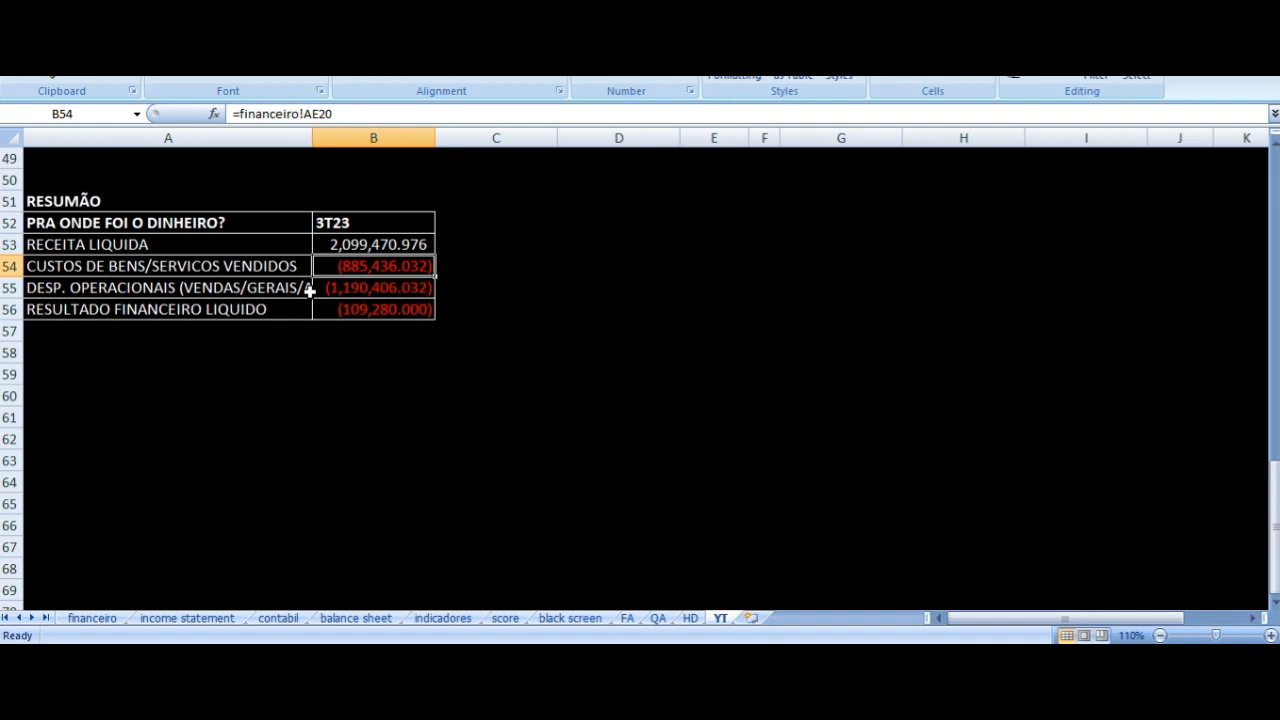 Clipboard Font Alignment Number Styles Cells Editing
B54 fx =financeiro!AE20
A B C D E F G H I J K
49
50
51 RESUMÃO
52 PRA ONDE FOI O DINHEIRO? 3T23
53 RECEITA LIQUIDA 2,099,470.976
54 CUSTOS DE BENS/SERVICOS VENDIDOS (885,436.032)
55 DESP. OPERACIONAIS (VENDAS/GERAIS/A (1,190,406.032)
56 RESULTADO FINANCEIRO LIQUIDO (109,280.000)
57
58
59
60
61
62
63
64
65
66
67
68
69
financeiro income statement contabil balance sheet indicadores score black screen FA QA HD YT
Ready 110%